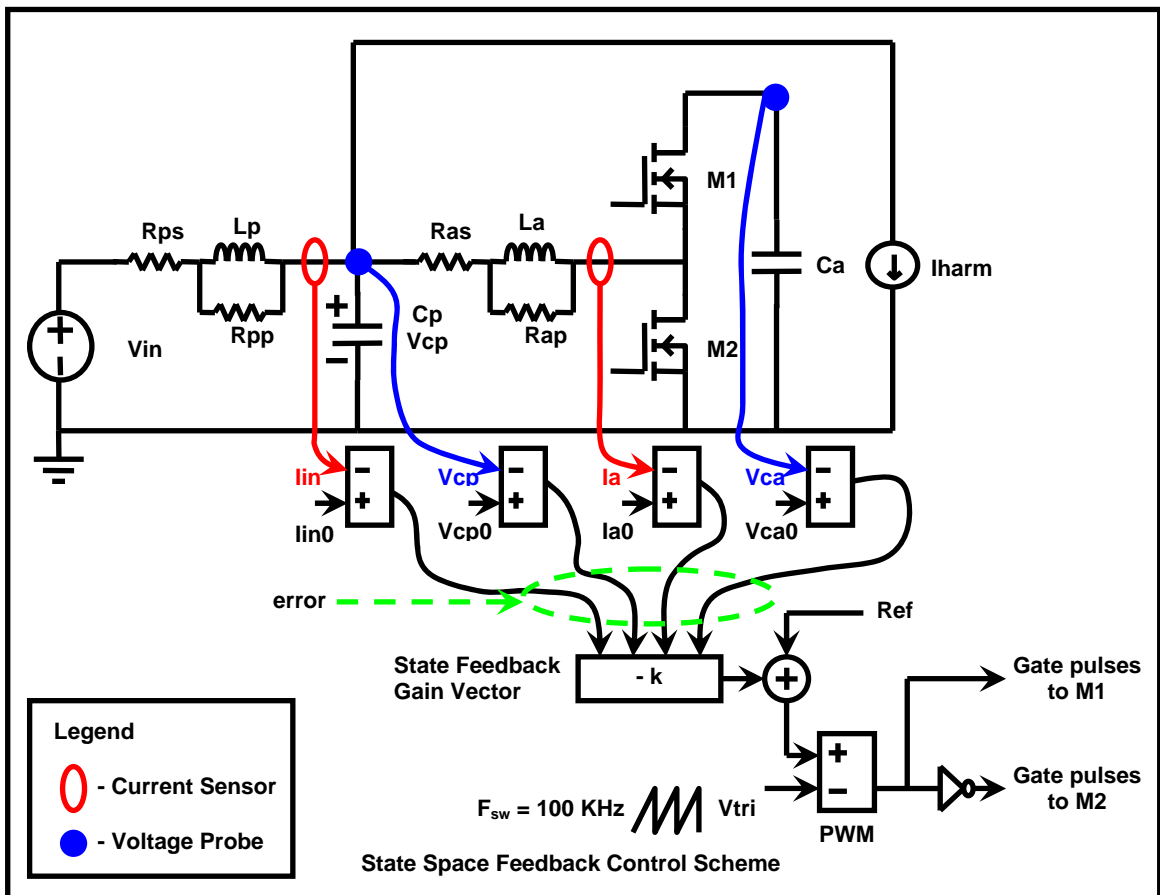 M1
Rps
Lp
Ras
La
Ca
Iharm
Rpp
Cp
Vcp
Rap
M2
Vin
Iin
Vcp
Ia
Vca
Iin0
Vcp0
Ia0
Vca0
error
Ref
State Feedback
Gain Vector
- k
Gate pulses
to M1
Legend
- Current Sensor
- Voltage Probe
Fsw = 100 KHz
Vtri
PWM
Gate pulses
to M2
State Space Feedback Control Scheme